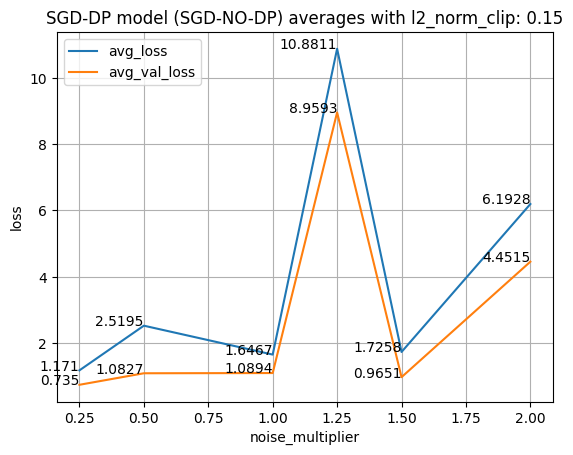 SGD-DP model (SGD-NO-DP) averages with l2_norm_clip: 0.15
avg_loss
avg_val_loss
10.8811
8.9593
6.1928
4.4515
2.5195
1.6467
1.7258
1.171
1.0827
1.0894
0.9651
0.735
loss
10
8
6
4
2
0.25 0.50 0.75 1.00 1.25 1.50 1.75 2.00
noise_multiplier